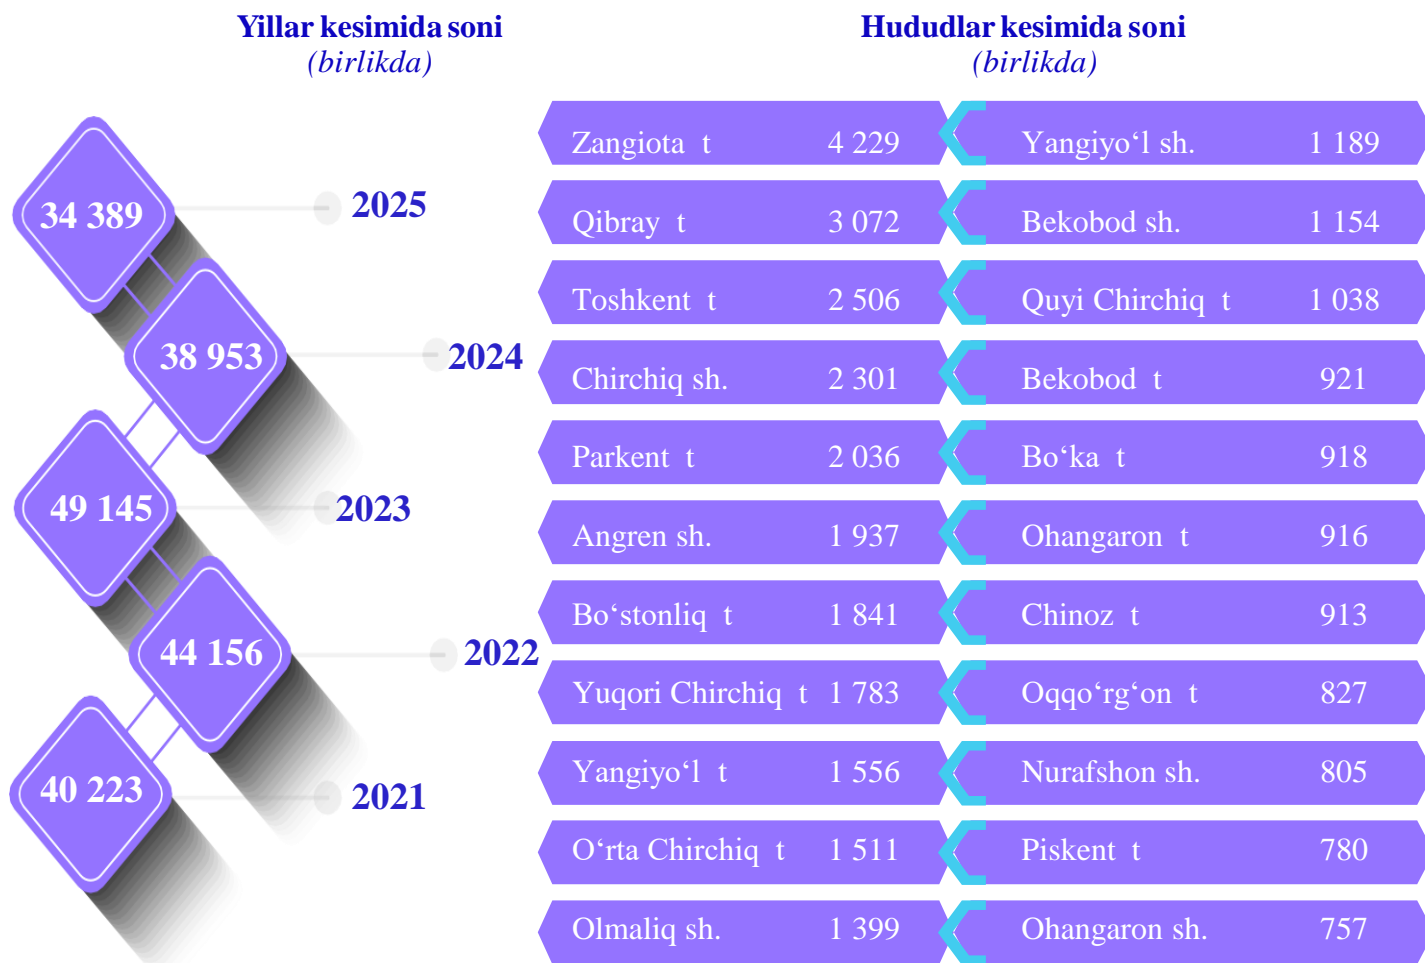 Yillar kesimida soni
(birlikda)
34 389
2025
38 953
2024
49 145
2023
44 156
2022
40 223
2021
Hududlar kesimida soni
(birlikda)
Zangiota t 4 229
Qibray t 3 072
Toshkent t 2 506
Chirchiq sh. 2 301
Parkent t 2 036
Angren sh. 1 937
Bo‘stonliq t 1 841
Yuqori Chirchiq t 1 783
Yangiyo‘l t 1 556
O‘rta Chirchiq t 1 511
Olmaliq sh. 1 399
Yangiyo‘l sh. 1 189
Bekobod sh. 1 154
Quyi Chirchiq t 1 038
Bekobod t 921
Bo‘ka t 918
Ohangaron t 916
Chinoz t 913
Oqqo‘rg‘on t 827
Nurafshon sh. 805
Piskent t 780
Ohangaron sh. 757